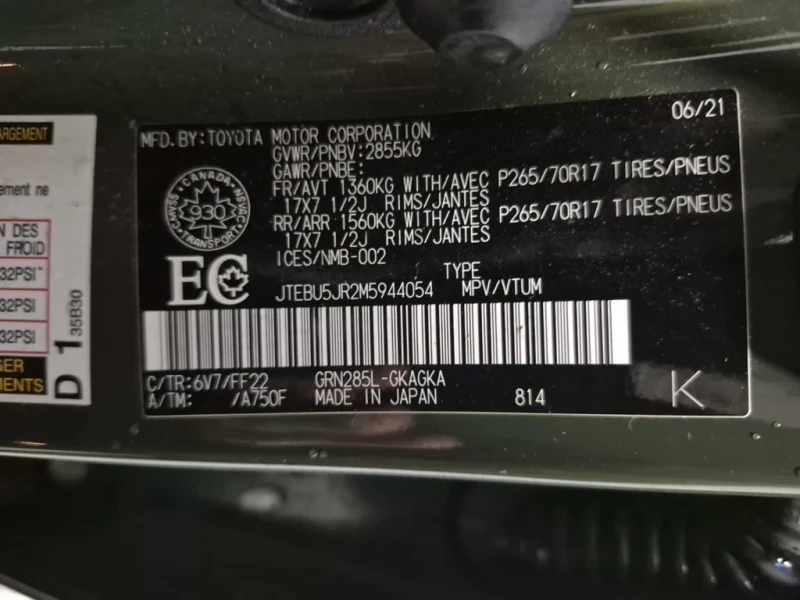 ARGEMENT
ement ne
N DES
FROID
32PSI
32PSI
32PSI
GER
MENTS
D 1 35B30
06/21
MFD.BY:TOYOTA MOTOR CORPORATION
GVWR/PNBV:2855KG
GAWR/PNBE:
FR/AVT 1360KG WITH/AVEC P265/70R17 TIRES/PNEUS
17X7 1/2J RIMS/JANTES
RR/ARR 1560KG WITH/AVEC P265/70R17 TIRES/PNEUS
17X7 1/2J RIMS/JANTES
ICES/NMB-002
CANADA
CMVSS 930 NSVAC
TRANSPORT
EC
TYPE
JTEBU5JR2M5944054 MPV/VTUM
C/TR:6V7/FF22 GRN285L-GKAGKA
A/TM: /A750F MADE IN JAPAN 814 K